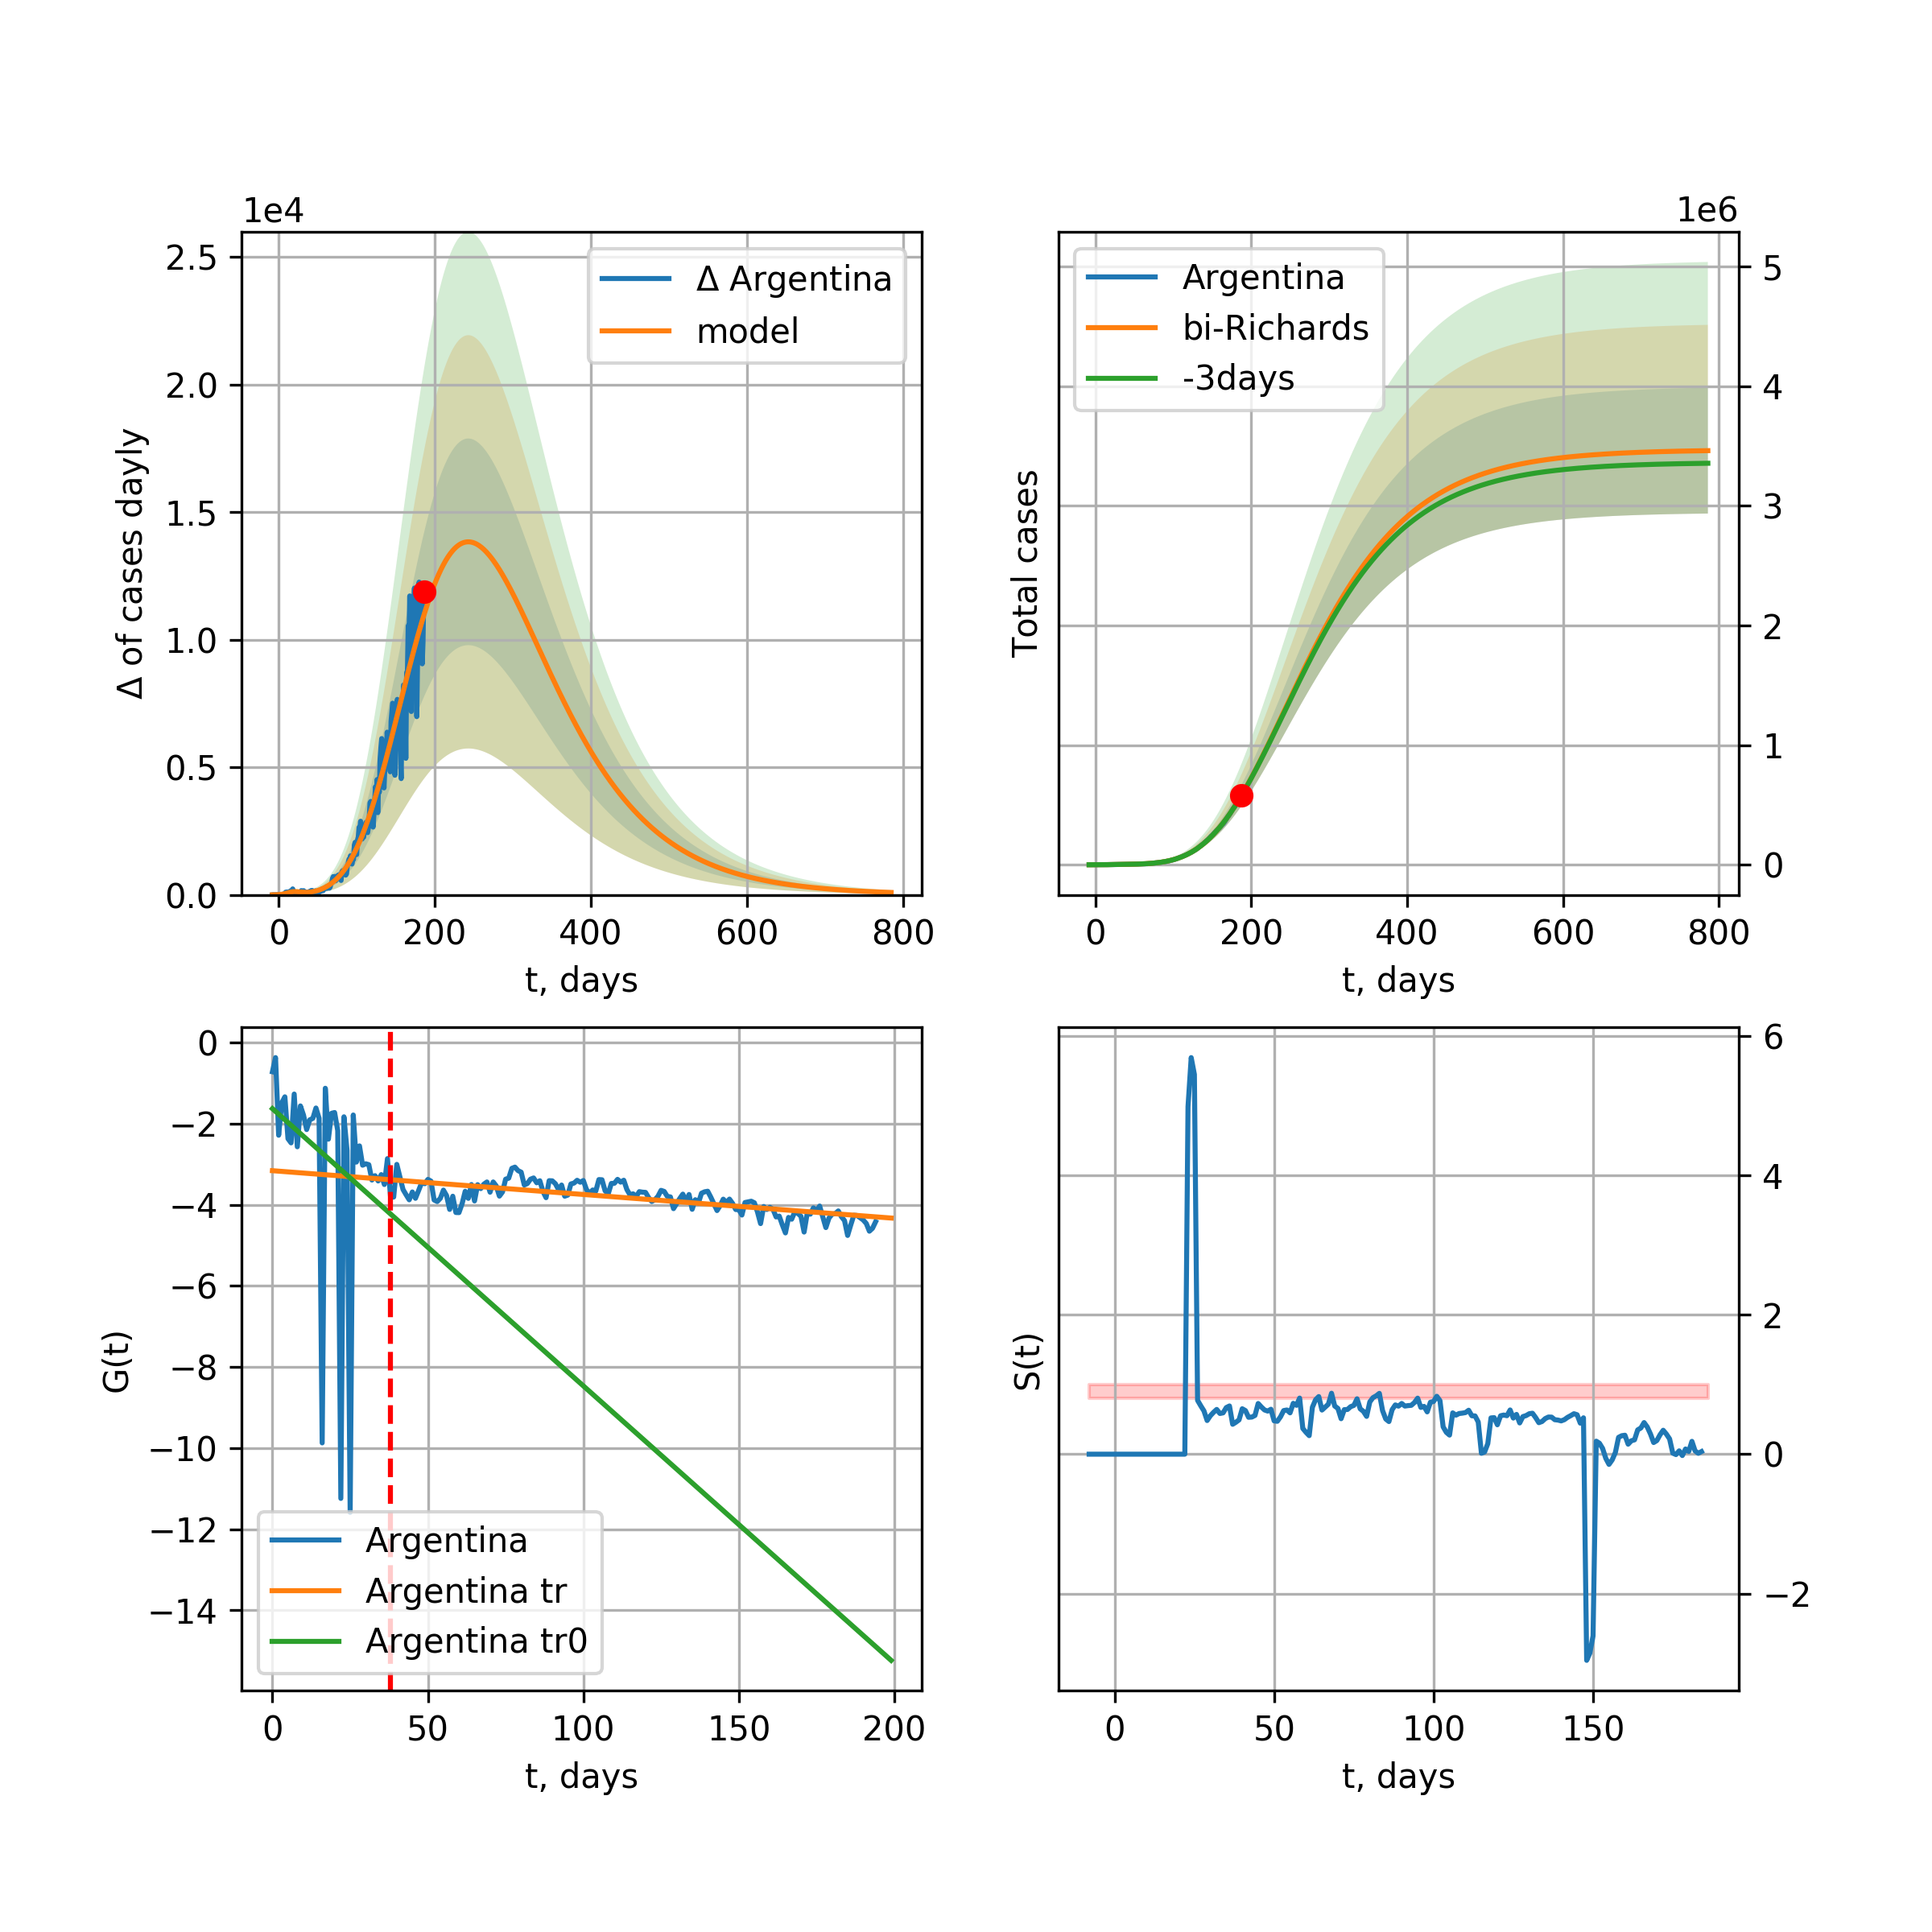 1e4
2.5
2.0
1.5
1.0
0.5
0.0
Δ of cases dayly
Δ Argentina
model
0 200 400 600 800
t, days
1e6
Argentina
bi-Richards
-3days
5
4
3
2
1
0
Total cases
0 200 400 600 800
t, days
0
−2
−4
−6
−8
−10
−12
−14
G(t)
Argentina
Argentina tr
Argentina tr0
0 50 100 150 200
t, days
6
4
2
0
−2
S(t)
0 50 100 150
t, days